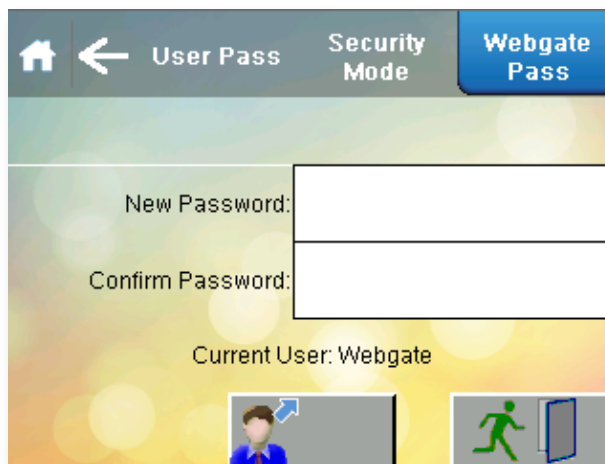 User Pass
Security
Mode
Webgate
Pass
New Password:
Confirm Password:
Current User: Webgate